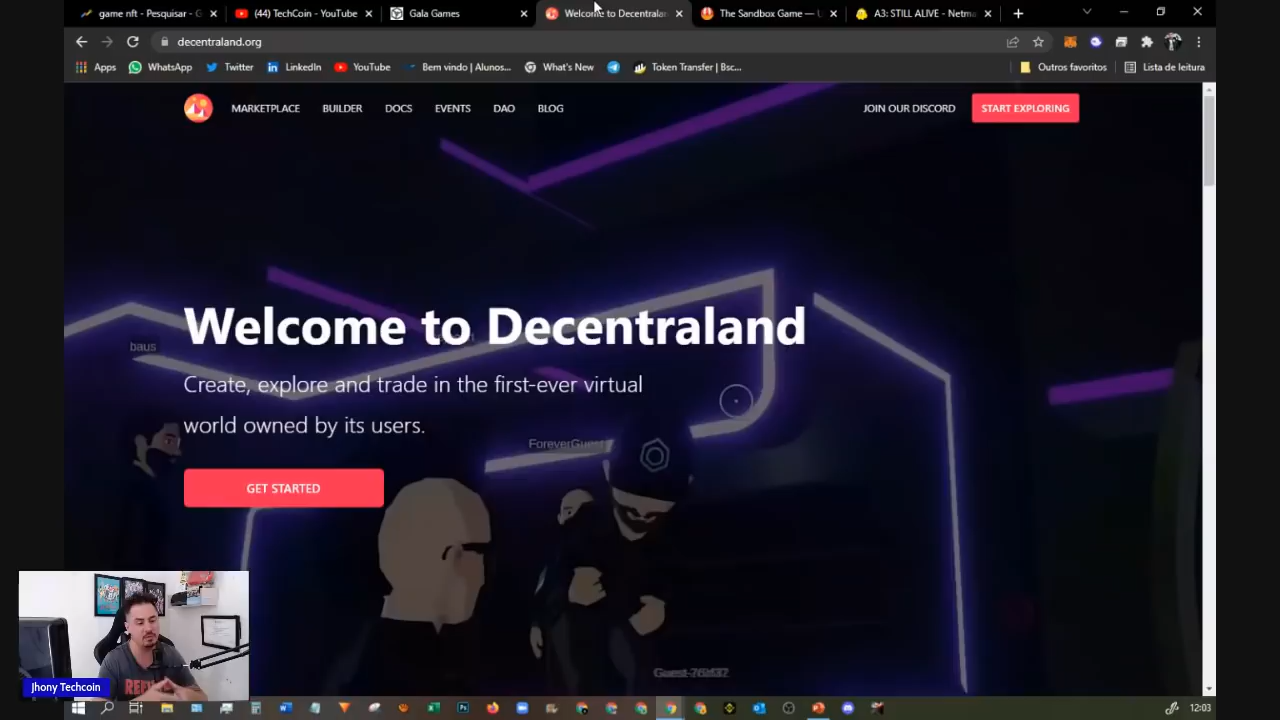 game nft - Pesquisar - G
(44) TechCoin - YouTube
Gala Games
Welcome to Decentralan
The Sandbox Game — U
A3: STILL ALIVE - Netma
decentraland.org
Apps
WhatsApp
Twitter
LinkedIn
YouTube
Bem vindo | Alunos...
What's New
Token Transfer | Bsc...
Outros favoritos
Lista de leitura
MARKETPLACE
BUILDER
DOCS
EVENTS
DAO
BLOG
JOIN OUR DISCORD
START EXPLORING
Welcome to Decentraland
baus
Create, explore and trade in the first-ever virtual
world owned by its users.
ForeverGuest
GET STARTED
Jhony Techcoin
12:03